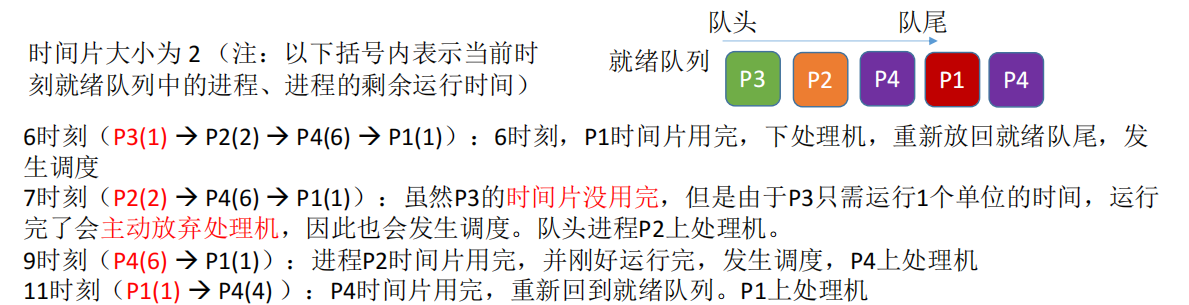 队头 队尾
时间片大小为 2 （注：以下括号内表示当前时
刻就绪队列中的进程、进程的剩余运行时间）
就绪队列 P3 P2 P4 P1 P4
6时刻（P3(1) → P2(2) → P4(6) → P1(1)）：6时刻，P1时间片用完，下处理机，重新放回就绪队尾，发
生调度
7时刻（P2(2) → P4(6) → P1(1)）：虽然P3的时间片没用完，但是由于P3只需运行1个单位的时间，运行
完了会主动放弃处理机，因此也会发生调度。队头进程P2上处理机。
9时刻（P4(6) → P1(1)）：进程P2时间片用完，并刚好运行完，发生调度，P4上处理机
11时刻（P1(1) → P4(4) ）：P4时间片用完，重新回到就绪队列。P1上处理机